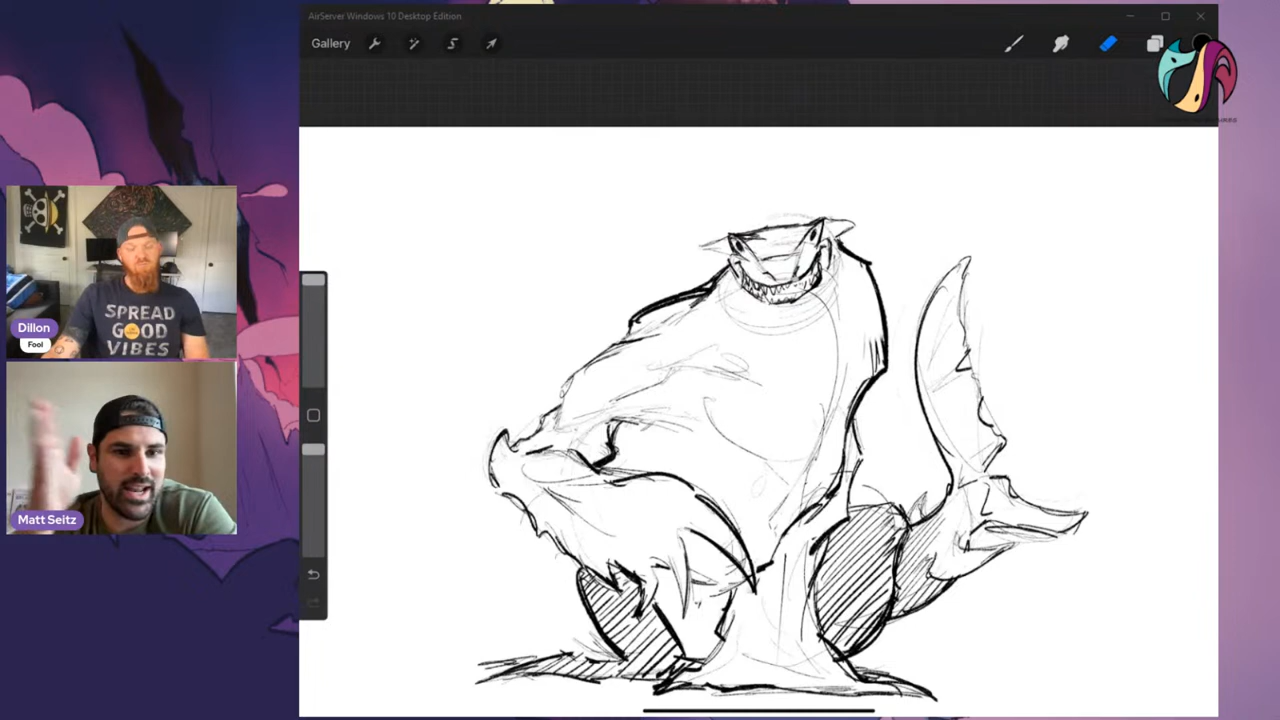 AirServer Windows 10 Desktop Edition
Gallery
SPREAD
GOOD
VIBES
Dillon
Fool
Matt Seitz